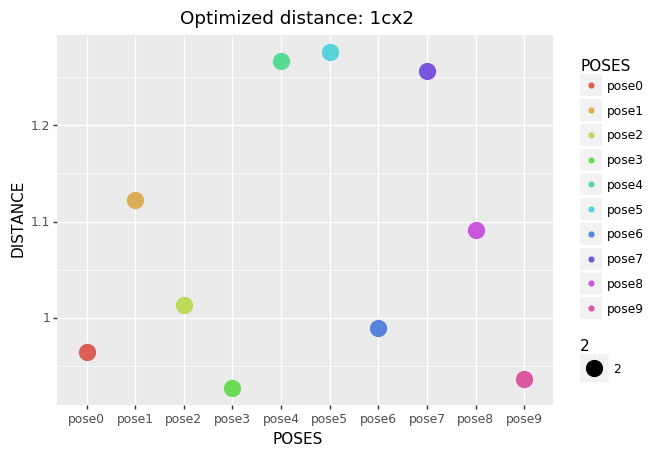 Optimized distance: 1cx2
DISTANCE
1.2
1.1
1
pose0 pose1 pose2 pose3 pose4 pose5 pose6 pose7 pose8 pose9
POSES
POSES
pose0
pose1
pose2
pose3
pose4
pose5
pose6
pose7
pose8
pose9
2
2